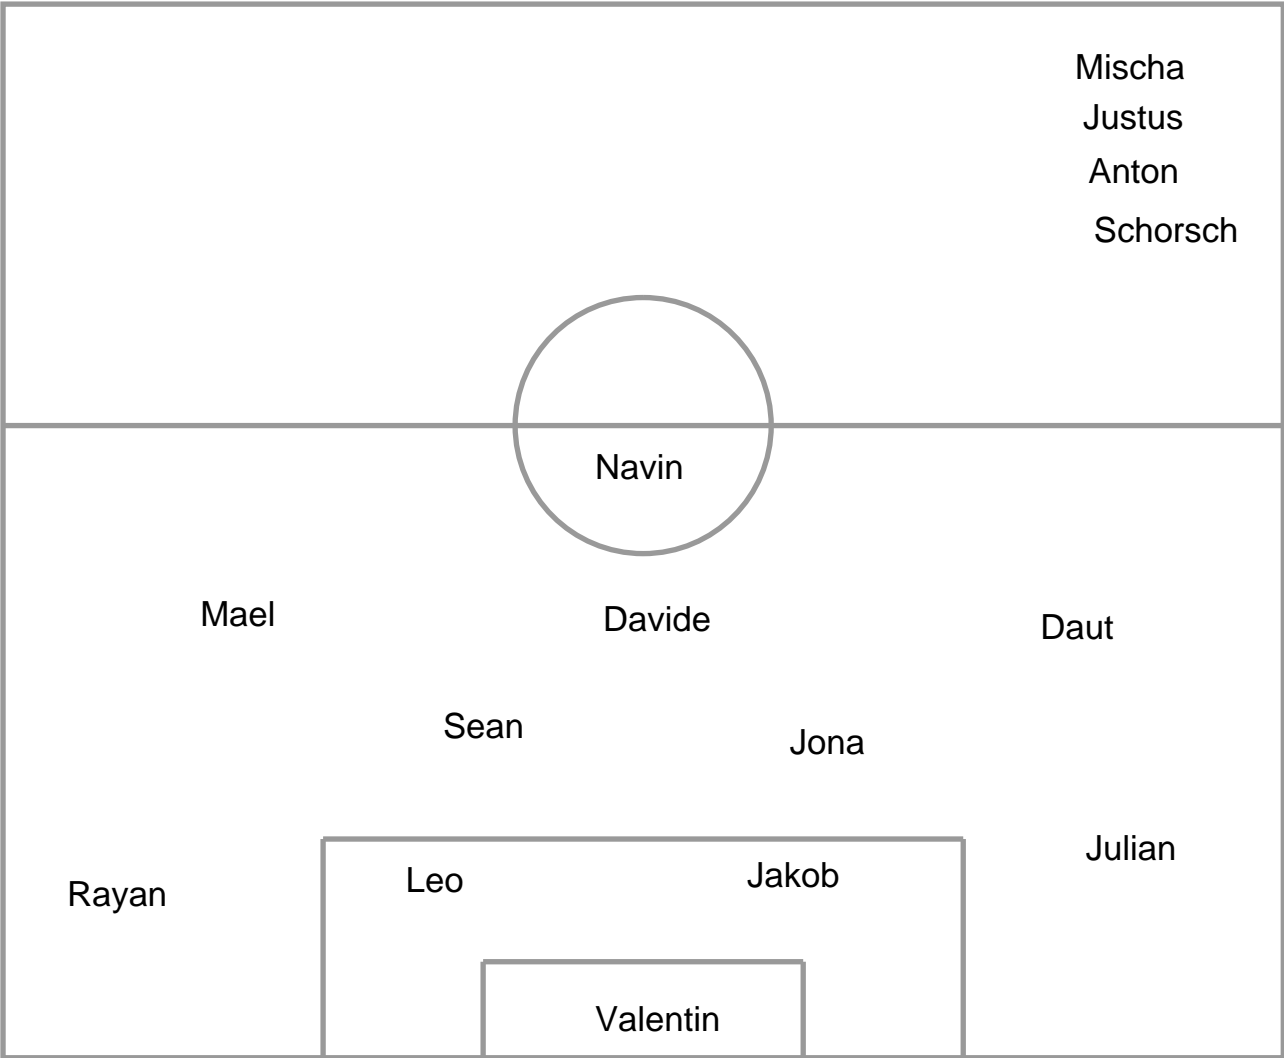 Mischa
Justus
Anton
Schorsch
Navin
Mael Davide Daut
Sean Jona
Julian
Rayan Leo Jakob
Valentin